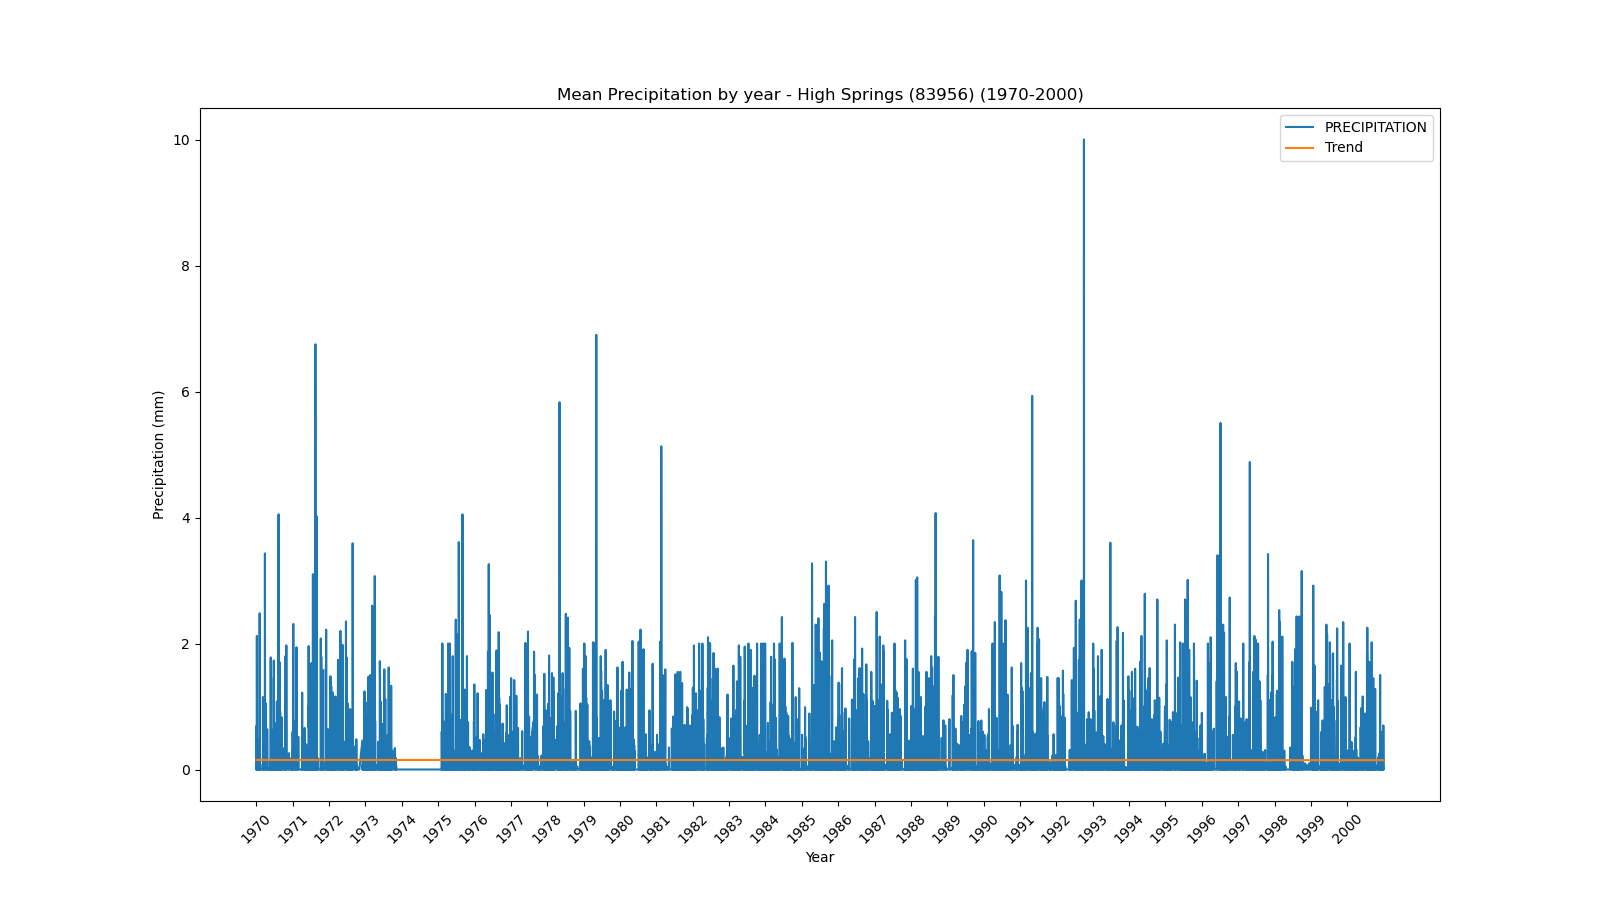 Mean Precipitation by year - High Springs (83956) (1970-2000)
PRECIPITATION
Trend
10
8
6
4
2
0
Precipitation (mm)
1970 1971 1972 1973 1974 1975 1976 1977 1978 1979 1980 1981 1982 1983 1984 1985 1986 1987 1988 1989 1990 1991 1992 1993 1994 1995 1996 1997 1998 1999 2000
Year